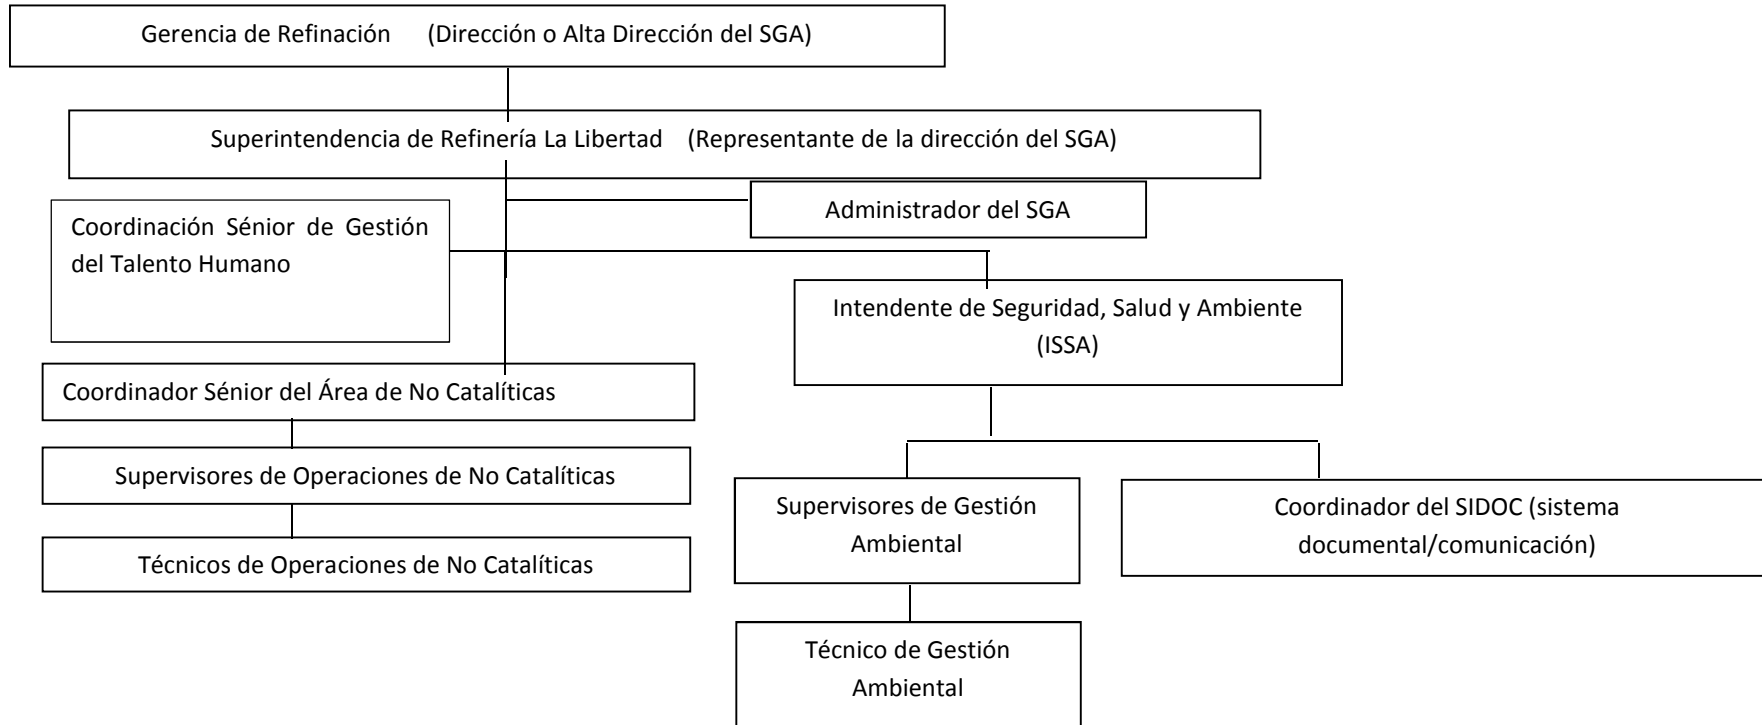 Gerencia de Refinación (Dirección o Alta Dirección del SGA)
Superintendencia de Refinería La Libertad (Representante de la dirección del SGA)
Administrador del SGA
Coordinación Sénior de Gestión
del Talento Humano
Intendente de Seguridad, Salud y Ambiente
(ISSA)
Coordinador Sénior del Área de No Catalíticas
Supervisores de Operaciones de No Catalíticas
Técnicos de Operaciones de No Catalíticas
Supervisores de Gestión
Ambiental
Coordinador del SIDOC (sistema
documental/comunicación)
Técnico de Gestión
Ambiental